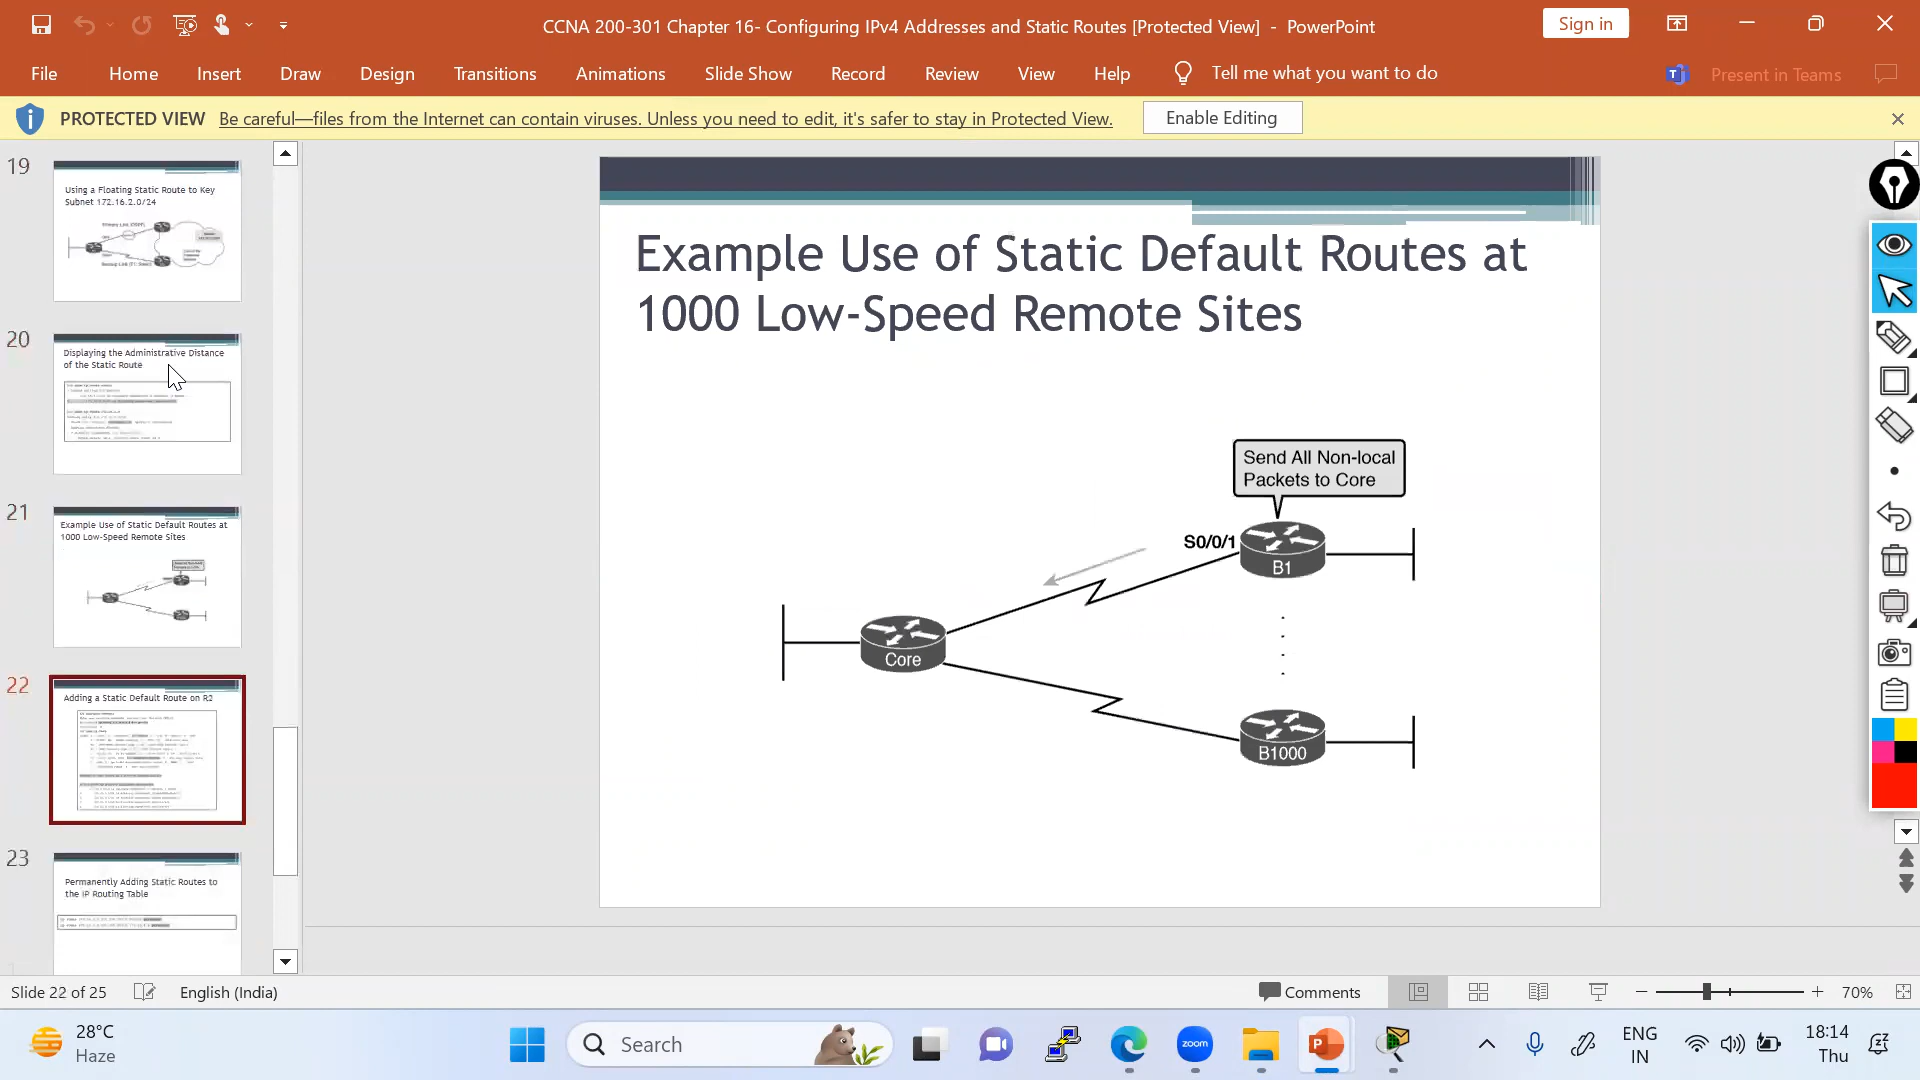 CCNA 200-301 Chapter 16- Configuring IPv4 Addresses and Static Routes [Protected View] - PowerPoint
Sign in
File Home Insert Draw Design Transitions Animations Slide Show Record Review View Help Tell me what you want to do
Present in Teams
PROTECTED VIEW Be careful—files from the Internet can contain viruses. Unless you need to edit, it's safer to stay in Protected View. Enable Editing
19
Using a Floating Static Route to Key
Subnet 172.16.2.0/24
20
Displaying the Administrative Distance
of the Static Route
21
Example Use of Static Default Routes at
1000 Low-Speed Remote Sites
22
Adding a Static Default Route on R2
23
Permanently Adding Static Routes to
the IP Routing Table
Example Use of Static Default Routes at
1000 Low-Speed Remote Sites
Send All Non-local
Packets to Core
S0/0/1
B1
Core
B1000
Slide 22 of 25 English (India)
Comments
70%
28°C
Haze
Search
zoom
ENG
IN
18:14
Thu